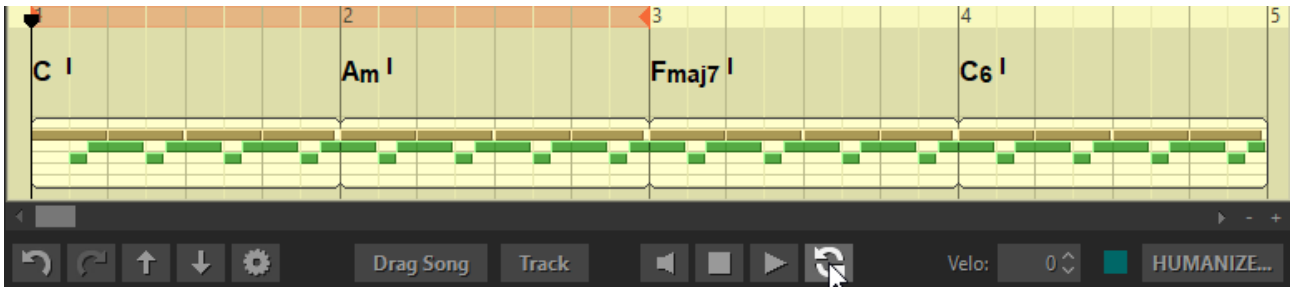 1 2 3 4 5
C I Am I Fmaj7 I C6 I
Drag Song Track Velo: 0 HUMANIZE...